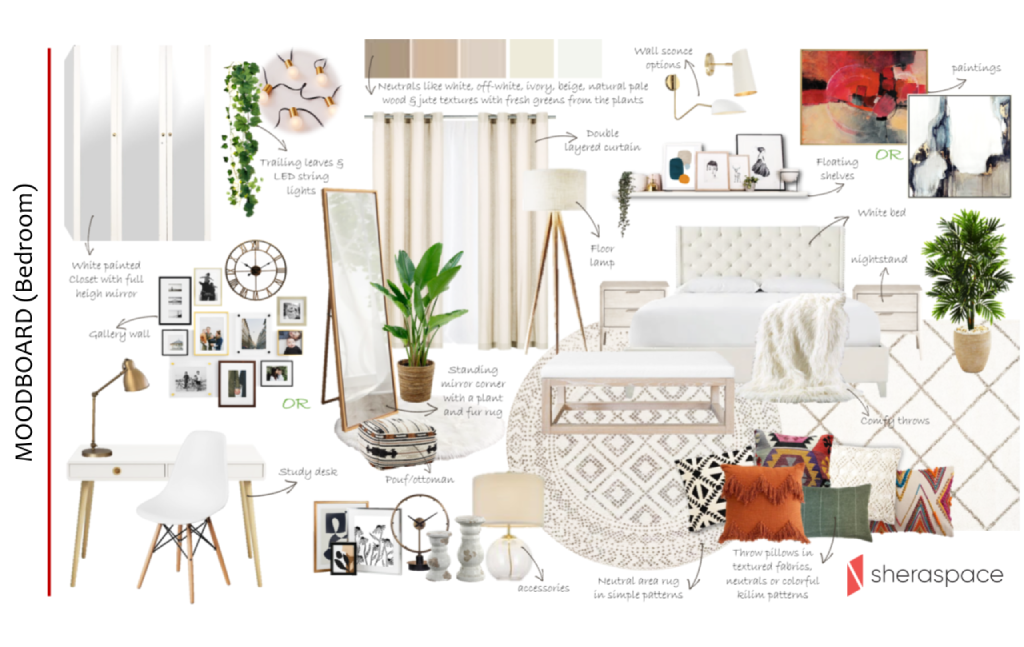 MOODBOARD (Bedroom)
Neutrals like white, off-white, ivory, beige, natural pale
wood & jute textures with fresh greens from the plants
Wall sconce
options
paintings
OR
Trailing leaves &
LED string
lights
Double
layered curtain
Floating
shelves
White bed
Floor
lamp
nightstand
White painted
Closet with full
heigh mirror
Gallery wall
OR
Standing
mirror corner
with a plant
and fur rug
Comfy throws
Study desk
Pouf/ottoman
accessories
Neutral area rug
in simple patterns
Throw pillows in
textured fabrics,
neutrals or colorful
kilim patterns
sheraspace